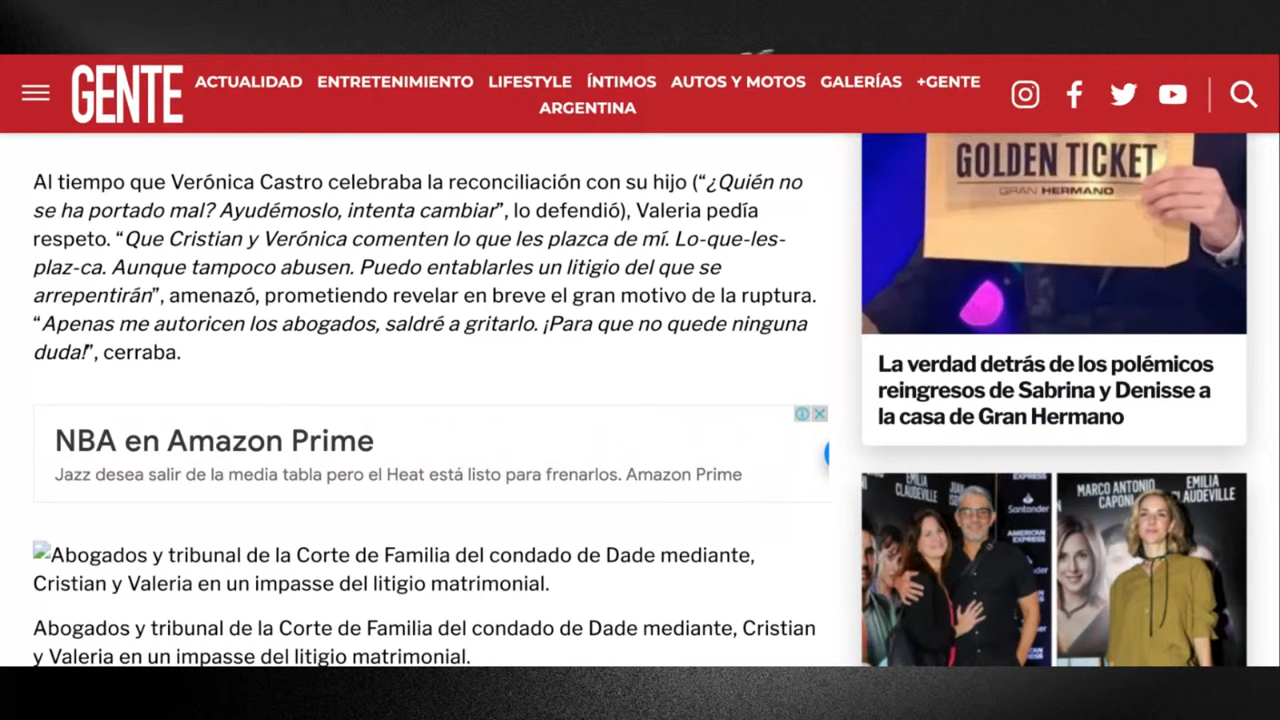 GENTE
ACTUALIDAD ENTRETENIMIENTO LIFESTYLE ÍNTIMOS AUTOS Y MOTOS GALERÍAS +GENTE
ARGENTINA
Al tiempo que Verónica Castro celebraba la reconciliación con su hijo (“¿Quién no
se ha portado mal? Ayudémoslo, intenta cambiar”, lo defendió), Valeria pedía
respeto. “Que Cristian y Verónica comenten lo que les plazca de mí. Lo-que-les-
plaz-ca. Aunque tampoco abusen. Puedo entablarles un litigio del que se
arrepentirán”, amenazó, prometiendo revelar en breve el gran motivo de la ruptura.
“Apenas me autoricen los abogados, saldré a gritarlo. ¡Para que no quede ninguna
duda!”, cerraba.
NBA en Amazon Prime
Jazz desea salir de la media tabla pero el Heat está listo para frenarlos. Amazon Prime
Abogados y tribunal de la Corte de Familia del condado de Dade mediante,
Cristian y Valeria en un impasse del litigio matrimonial.
Abogados y tribunal de la Corte de Familia del condado de Dade mediante, Cristian
y Valeria en un impasse del litigio matrimonial.
GOLDEN TICKET
GRAN HERMANO
La verdad detrás de los polémicos
reingresos de Sabrina y Denisse a
la casa de Gran Hermano
EMILIA
CLAUDEVILLE
EXPRESS
Santander
AMERICAN
EXPRESS
MARCO ANTONIO
CAPONI
EMILIA
CLAUDEVILLE